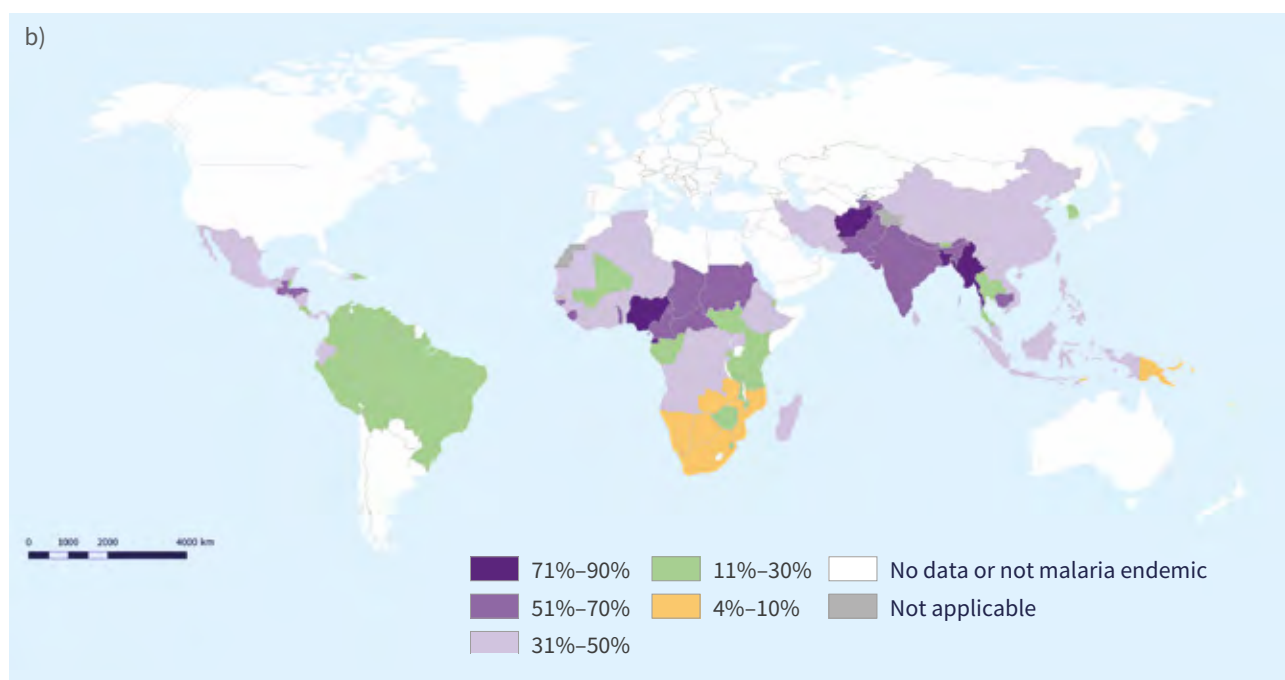 b)
0 1000 2000 4000 km
71%–90% 11%–30% No data or not malaria endemic
51%–70% 4%–10% Not applicable
31%–50%